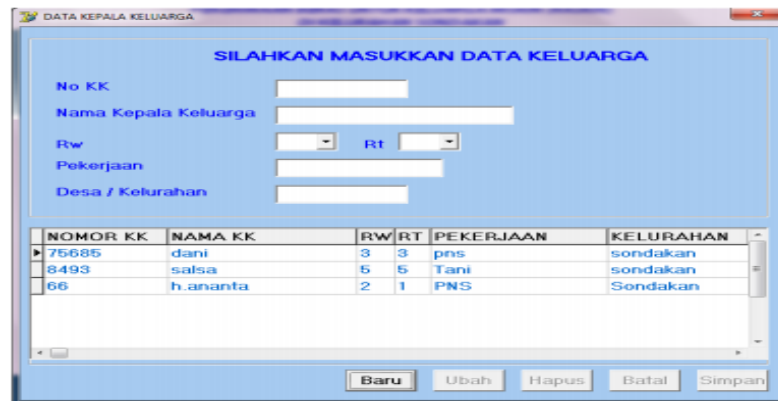 DATA KEPALA KELUARGA
SILAHKAN MASUKKAN DATA KELUARGA
No KK
Nama Kepala Keluarga
Rw Rt
Pekerjaan
Desa / Kelurahan
NOMOR KK NAMA KK RW RT PEKERJAAN KELURAHAN
75685 dani 3 3 pns sondakan
8493 salsa 5 5 Tani sondakan
66 h.ananta 2 1 PNS Sondakan
Baru Ubah Hapus Batal Simpan